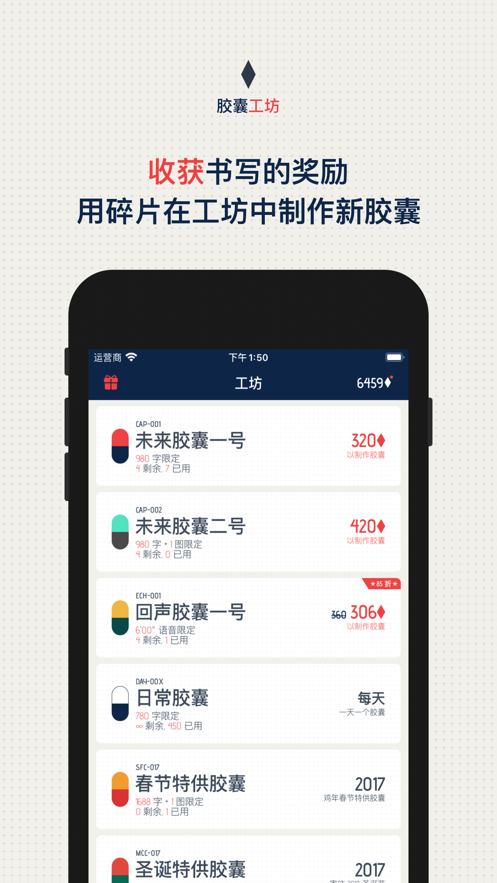 胶囊工坊
收获书写的奖励
用碎片在工坊中制作新胶囊
运营商 下午1:50
工坊 6459
CAP-001
未来胶囊一号 320
980 字限定 以制作胶囊
4 剩余, 7 已用
CAP-002
未来胶囊二号 420
980 字 + 1 图限定 以制作胶囊
4 剩余, 0 已用
★85 折★
ECH-001
回声胶囊一号 360 306
6'00" 语音限定 以制作胶囊
4 剩余, 1 已用
DAY-00X
日常胶囊 每天
780 字限定 一天一个胶囊
∞ 剩余, 450 已用
SFC-017
春节特供胶囊 2017
1688 字 + 1 图限定 鸡年春节特供胶囊
0 剩余, 1 已用
MCC-017
圣诞特供胶囊 2017